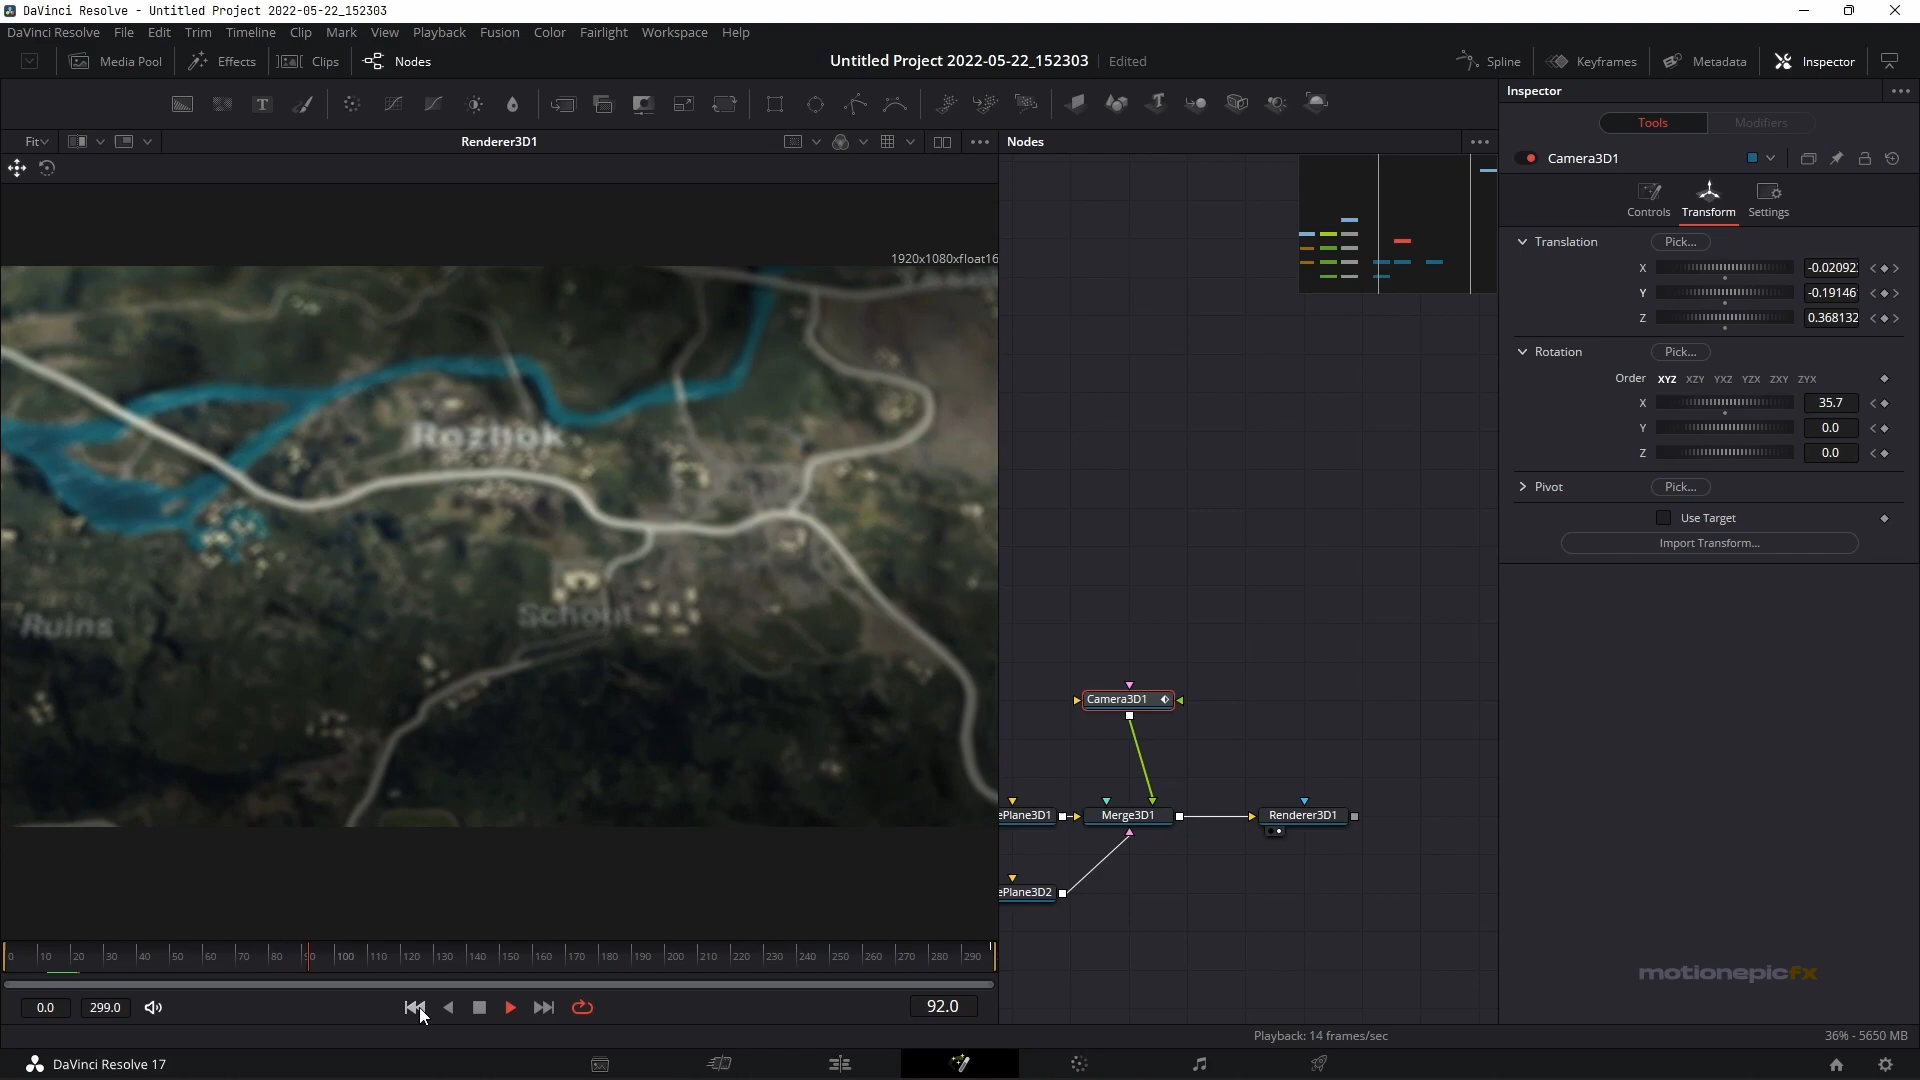 DaVinci Resolve - Untitled Project 2022-05-22_152303
DaVinci Resolve File Edit Trim Timeline Clip Mark View Playback Fusion Color Fairlight Workspace Help
Media Pool Effects Clips Nodes Untitled Project 2022-05-22_152303 Edited Spline Keyframes Metadata Inspector
Inspector
Tools Modifiers
Fit Renderer3D1 Nodes
Camera3D1
Controls Transform Settings
Translation Pick...
1920x1080xfloat16
X -0.02092
Y -0.19146
Z 0.368132
Rotation Pick...
Order XYZ XZY YXZ YZX ZXY ZYX
X 35.7
Y 0.0
Z 0.0
Pivot Pick...
Use Target
Import Transform...
Rozhok
School
Ruins
Camera3D1
ePlane3D1 Merge3D1 Renderer3D1
ePlane3D2
0 10 20 30 40 50 60 70 80 90 100 110 120 130 140 150 160 170 180 190 200 210 220 230 240 250 260 270 280 290
motionepicfx
0.0 299.0 92.0
Playback: 14 frames/sec 36% - 5650 MB
DaVinci Resolve 17